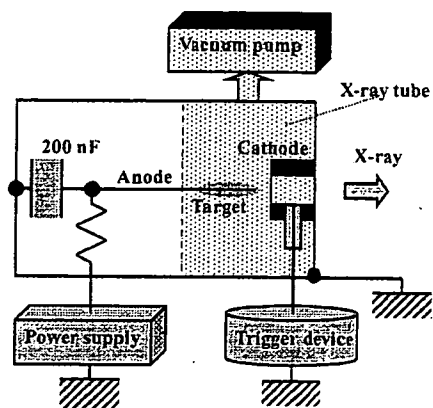 Vacuum pump
X-ray tube
200 nF
Cathode
X-ray
Anode
Target
Power supply
Trigger device